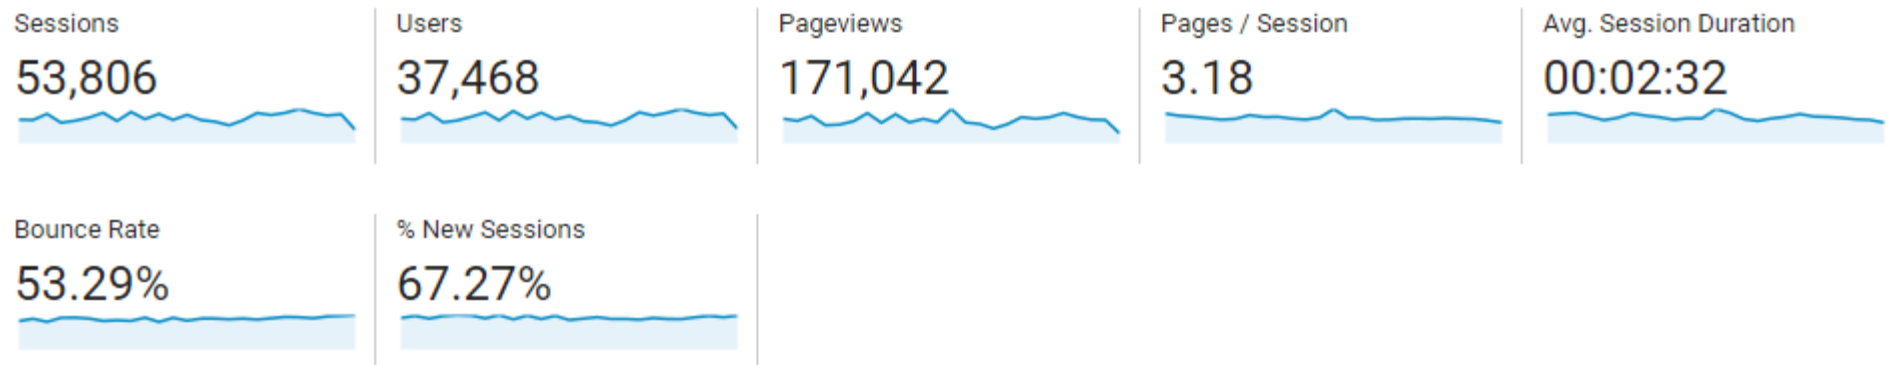 Sessions
53,806
Users
37,468
Pageviews
171,042
Pages / Session
3.18
Avg. Session Duration
00:02:32
Bounce Rate
53.29%
% New Sessions
67.27%